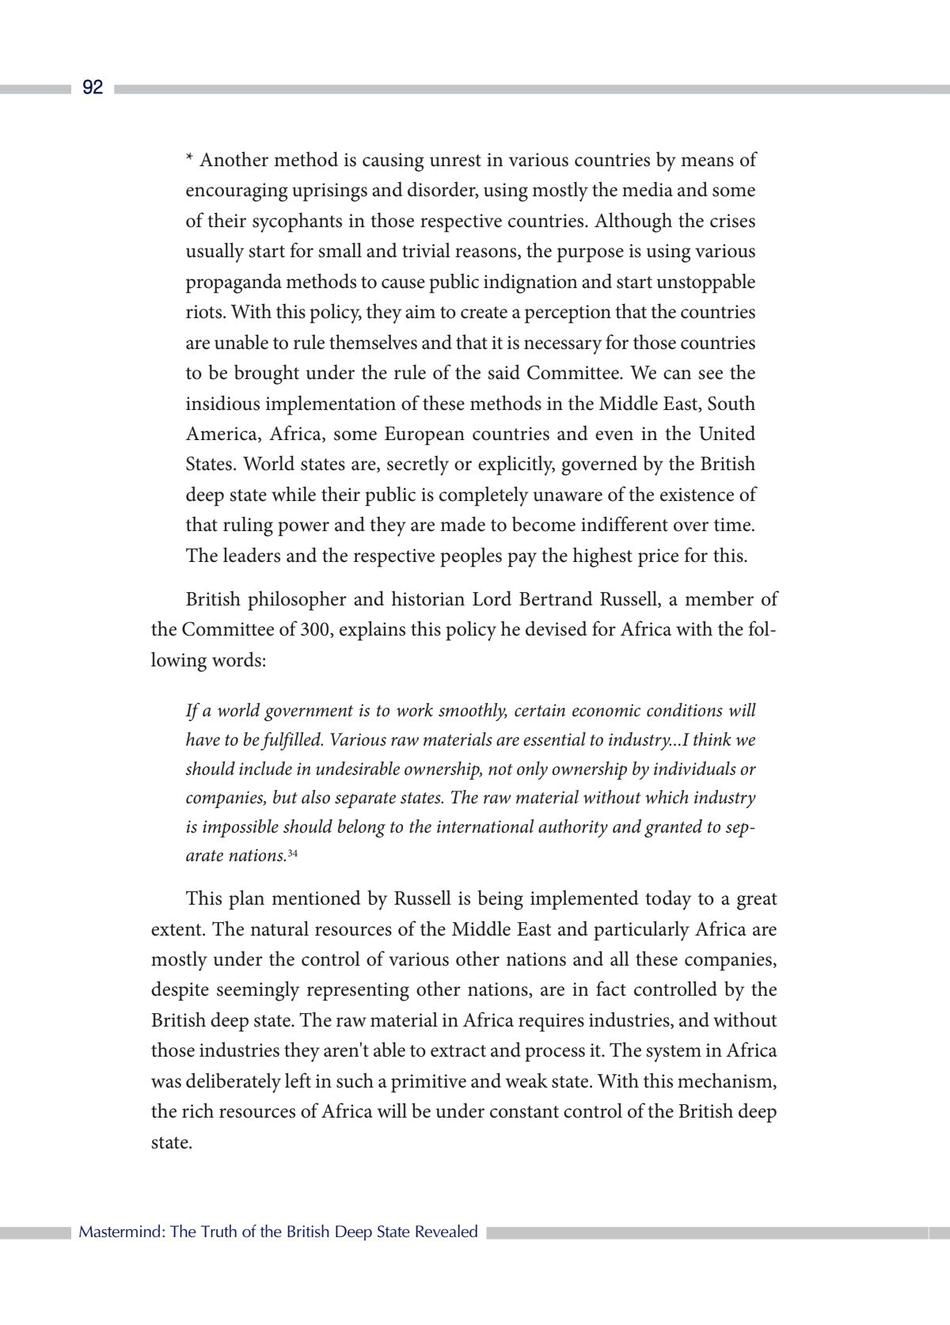 92
* Another method is causing unrest in various countries by means of
encouraging uprisings and disorder, using mostly the media and some
of their sycophants in those respective countries. Although the crises
usually start for small and trivial reasons, the purpose is using various
propaganda methods to cause public indignation and start unstoppable
riots. With this policy, they aim to create a perception that the countries
are unable to rule themselves and that it is necessary for those countries
to be brought under the rule of the said Committee. We can see the
insidious implementation of these methods in the Middle East, South
America, Africa, some European countries and even in the United
States. World states are, secretly or explicitly, governed by the British
deep state while their public is completely unaware of the existence of
that ruling power and they are made to become indifferent over time.
The leaders and the respective peoples pay the highest price for this.
British philosopher and historian Lord Bertrand Russell, a member of
the Committee of 300, explains this policy he devised for Africa with the fol-
lowing words:
If a world government is to work smoothly, certain economic conditions will
have to be fulfilled. Various raw materials are essential to industry...I think we
should include in undesirable ownership, not only ownership by individuals or
companies, but also separate states. The raw material without which industry
is impossible should belong to the international authority and granted to sep-
arate nations.³⁴
This plan mentioned by Russell is being implemented today to a great
extent. The natural resources of the Middle East and particularly Africa are
mostly under the control of various other nations and all these companies,
despite seemingly representing other nations, are in fact controlled by the
British deep state. The raw material in Africa requires industries, and without
those industries they aren't able to extract and process it. The system in Africa
was deliberately left in such a primitive and weak state. With this mechanism,
the rich resources of Africa will be under constant control of the British deep
state.
Mastermind: The Truth of the British Deep State Revealed